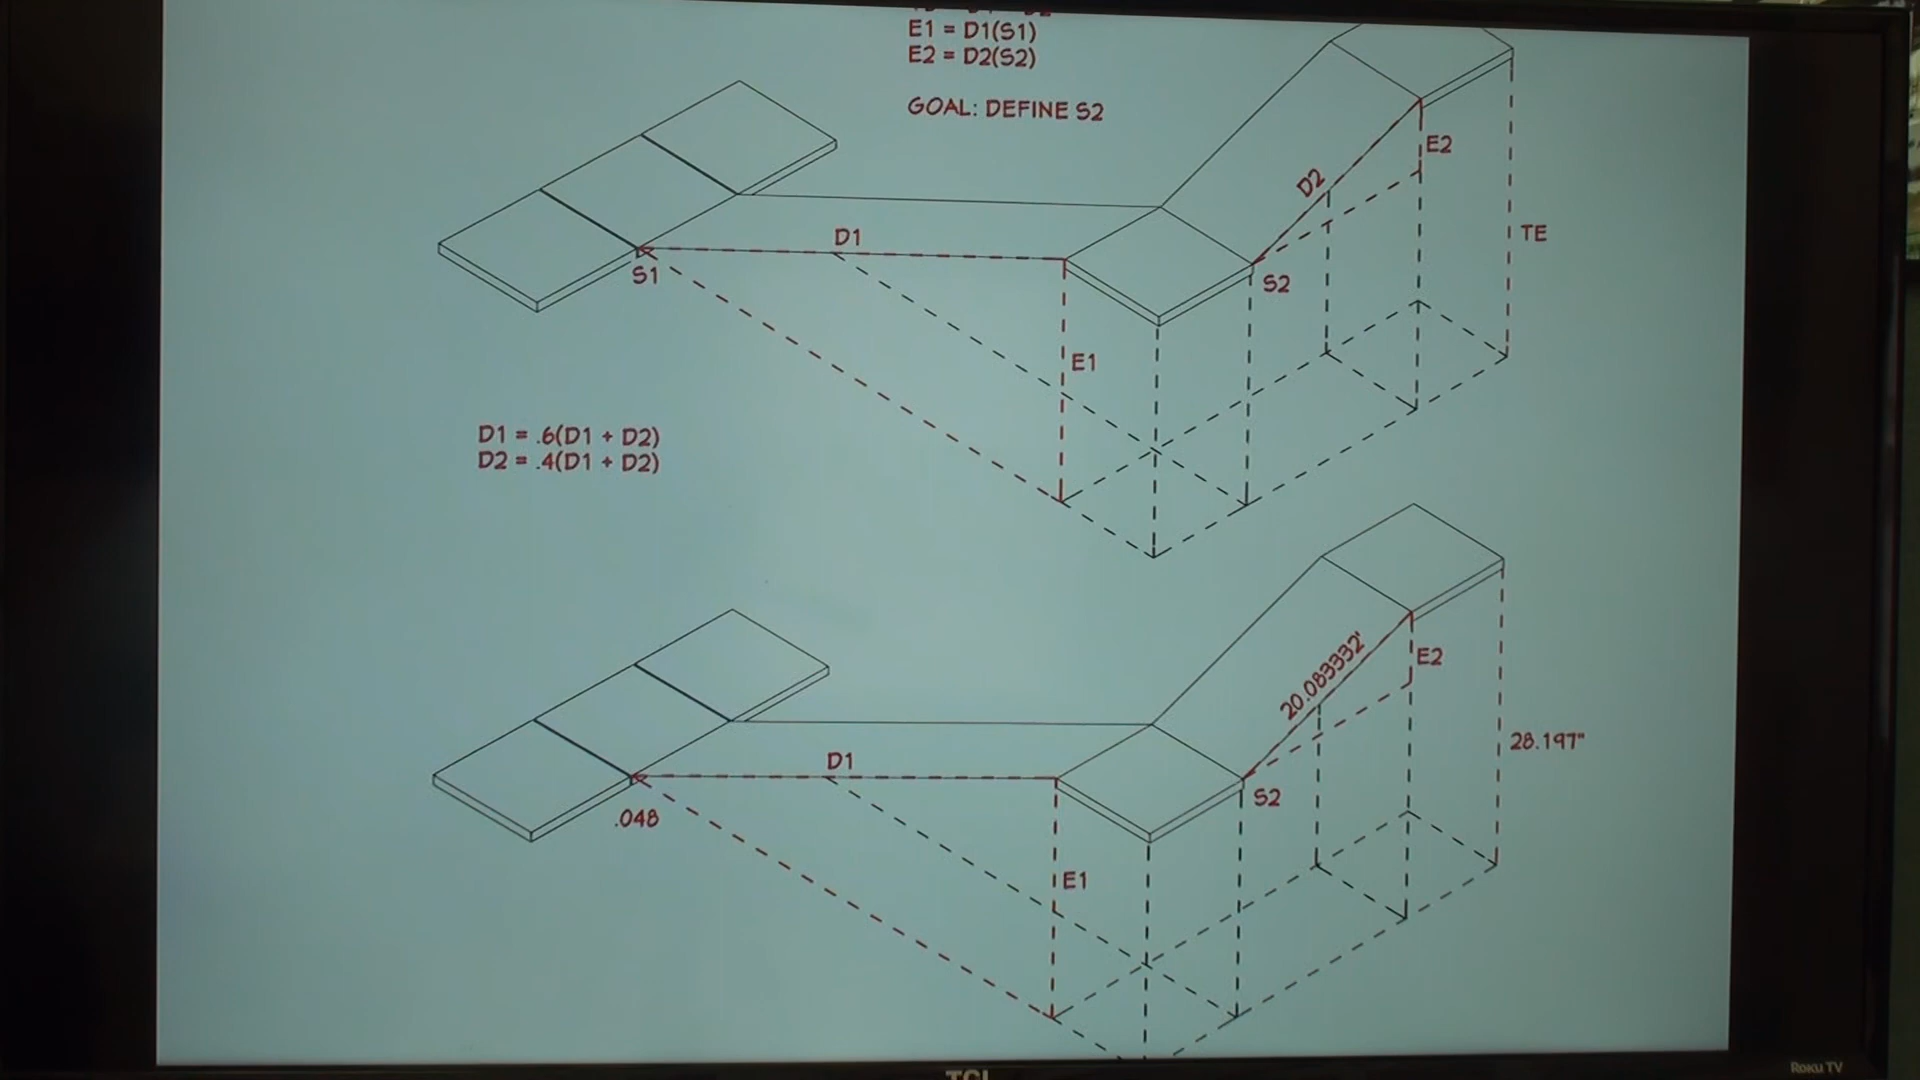 E1 = D1(S1)
E2 = D2(S2)
GOAL: DEFINE S2
E2
D2
TE
D1
S1
S2
E1
D1 = .6(D1 + D2)
D2 = .4(D1 + D2)
E2
20.083332'
28.197"
D1
S2
.048
E1
Roku TV
TCL